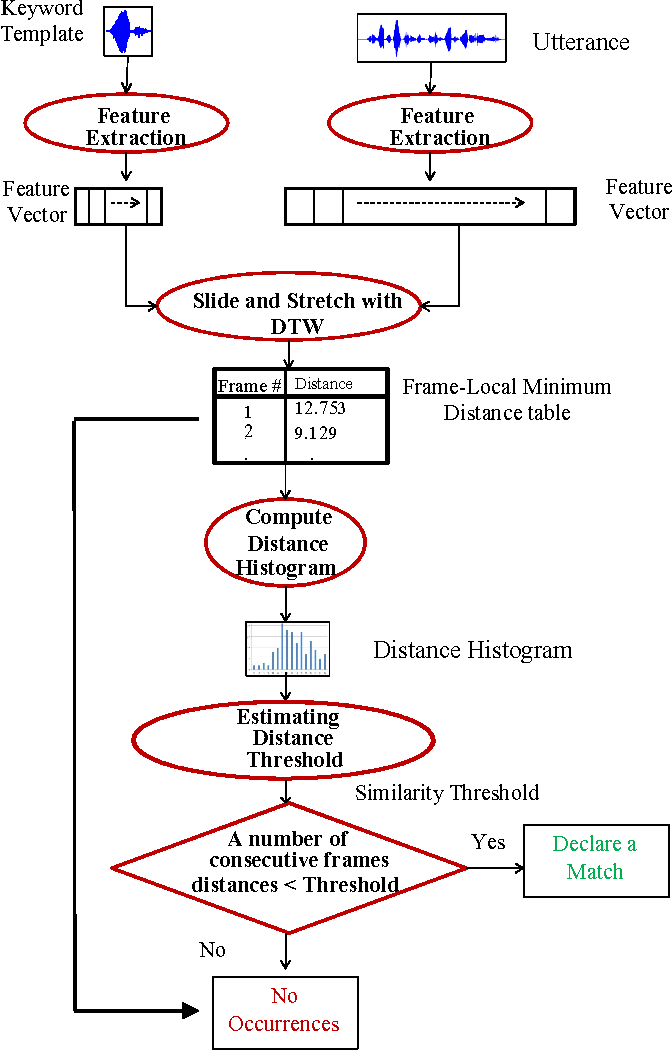 Keyword
Template
Utterance
Feature
Extraction
Feature
Extraction
Feature
Vector
Feature
Vector
Slide and Stretch with
DTW
Frame # Distance
1 12.753
2 9.129
. .
Frame-Local Minimum
Distance table
Compute
Distance
Histogram
Distance Histogram
Estimating
Distance
Threshold
Similarity Threshold
A number of
consecutive frames
distances < Threshold
Yes
Declare a
Match
No
No
Occurrences